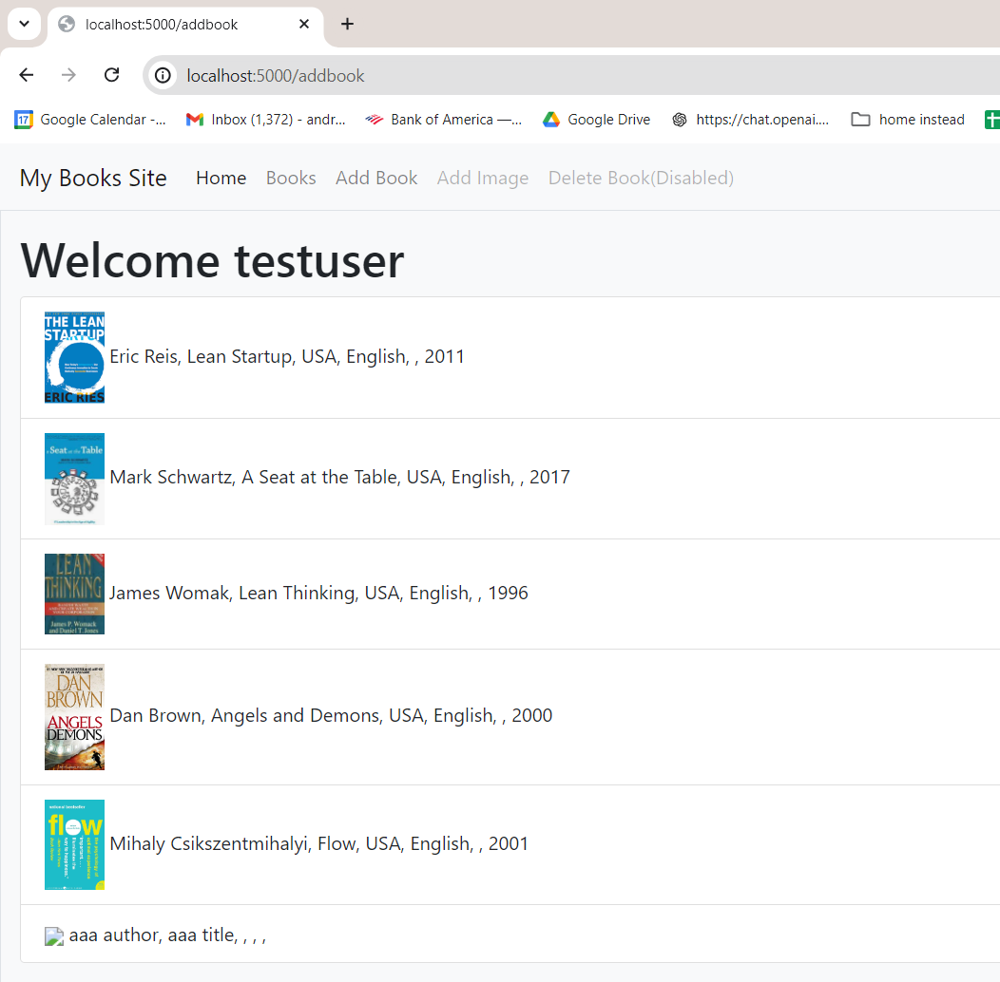 localhost:5000/addbook
localhost:5000/addbook
17 Google Calendar -... Inbox (1,372) - andr... Bank of America —... Google Drive https://chat.openai.... home instead
My Books Site Home Books Add Book Add Image Delete Book(Disabled)
Welcome testuser
THE LEAN
STARTUP
ERIC RIES
Eric Reis, Lean Startup, USA, English, , 2011
a Seat at the Table
Mark Schwartz, A Seat at the Table, USA, English, , 2017
LEAN
THINKING
James P. Womack
and Daniel T. Jones
James Womak, Lean Thinking, USA, English, , 1996
DAN
BROWN
ANGELS
DEMONS
Dan Brown, Angels and Demons, USA, English, , 2000
flow
Mihaly Csikszentmihalyi, Flow, USA, English, , 2001
aaa author, aaa title, , , ,